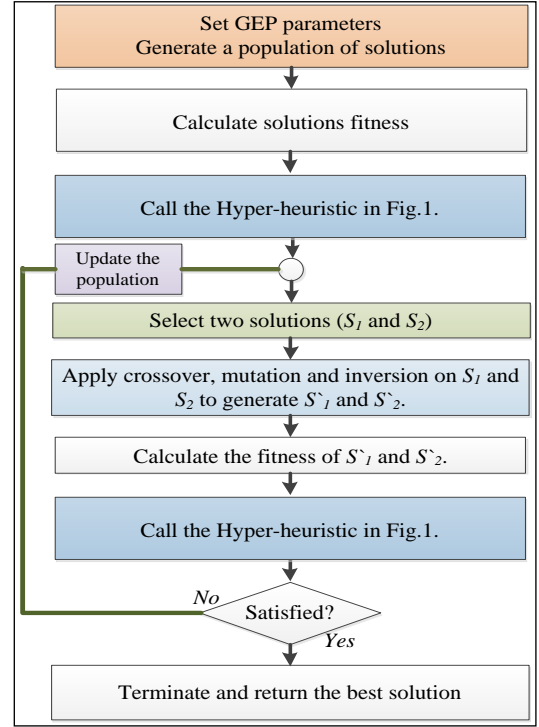 Set GEP parameters
Generate a population of solutions
Calculate solutions fitness
Call the Hyper-heuristic in Fig.1.
Update the
population
Select two solutions (S1 and S2)
Apply crossover, mutation and inversion on S1 and
S2 to generate S`1 and S`2.
Calculate the fitness of S`1 and S`2.
Call the Hyper-heuristic in Fig.1.
No
Satisfied?
Yes
Terminate and return the best solution